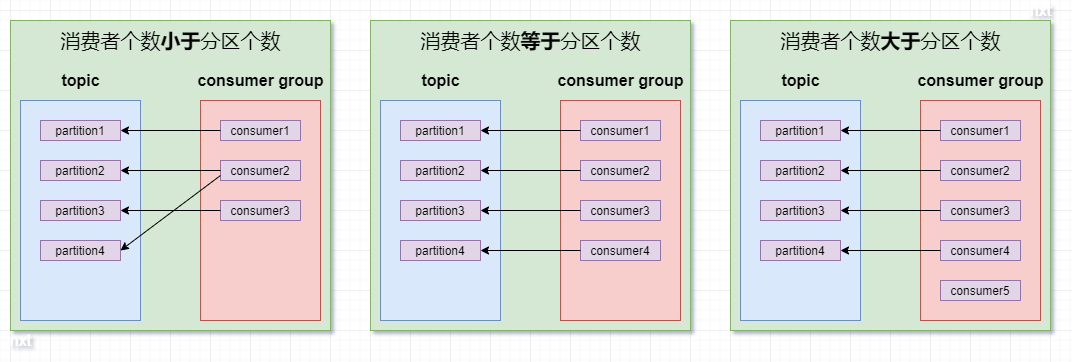 nxt
消费者个数小于分区个数
topic consumer group
partition1 consumer1
partition2 consumer2
partition3 consumer3
partition4
消费者个数等于分区个数
topic consumer group
partition1 consumer1
partition2 consumer2
partition3 consumer3
partition4 consumer4
消费者个数大于分区个数
topic consumer group
partition1 consumer1
partition2 consumer2
partition3 consumer3
partition4 consumer4
consumer5
nxt